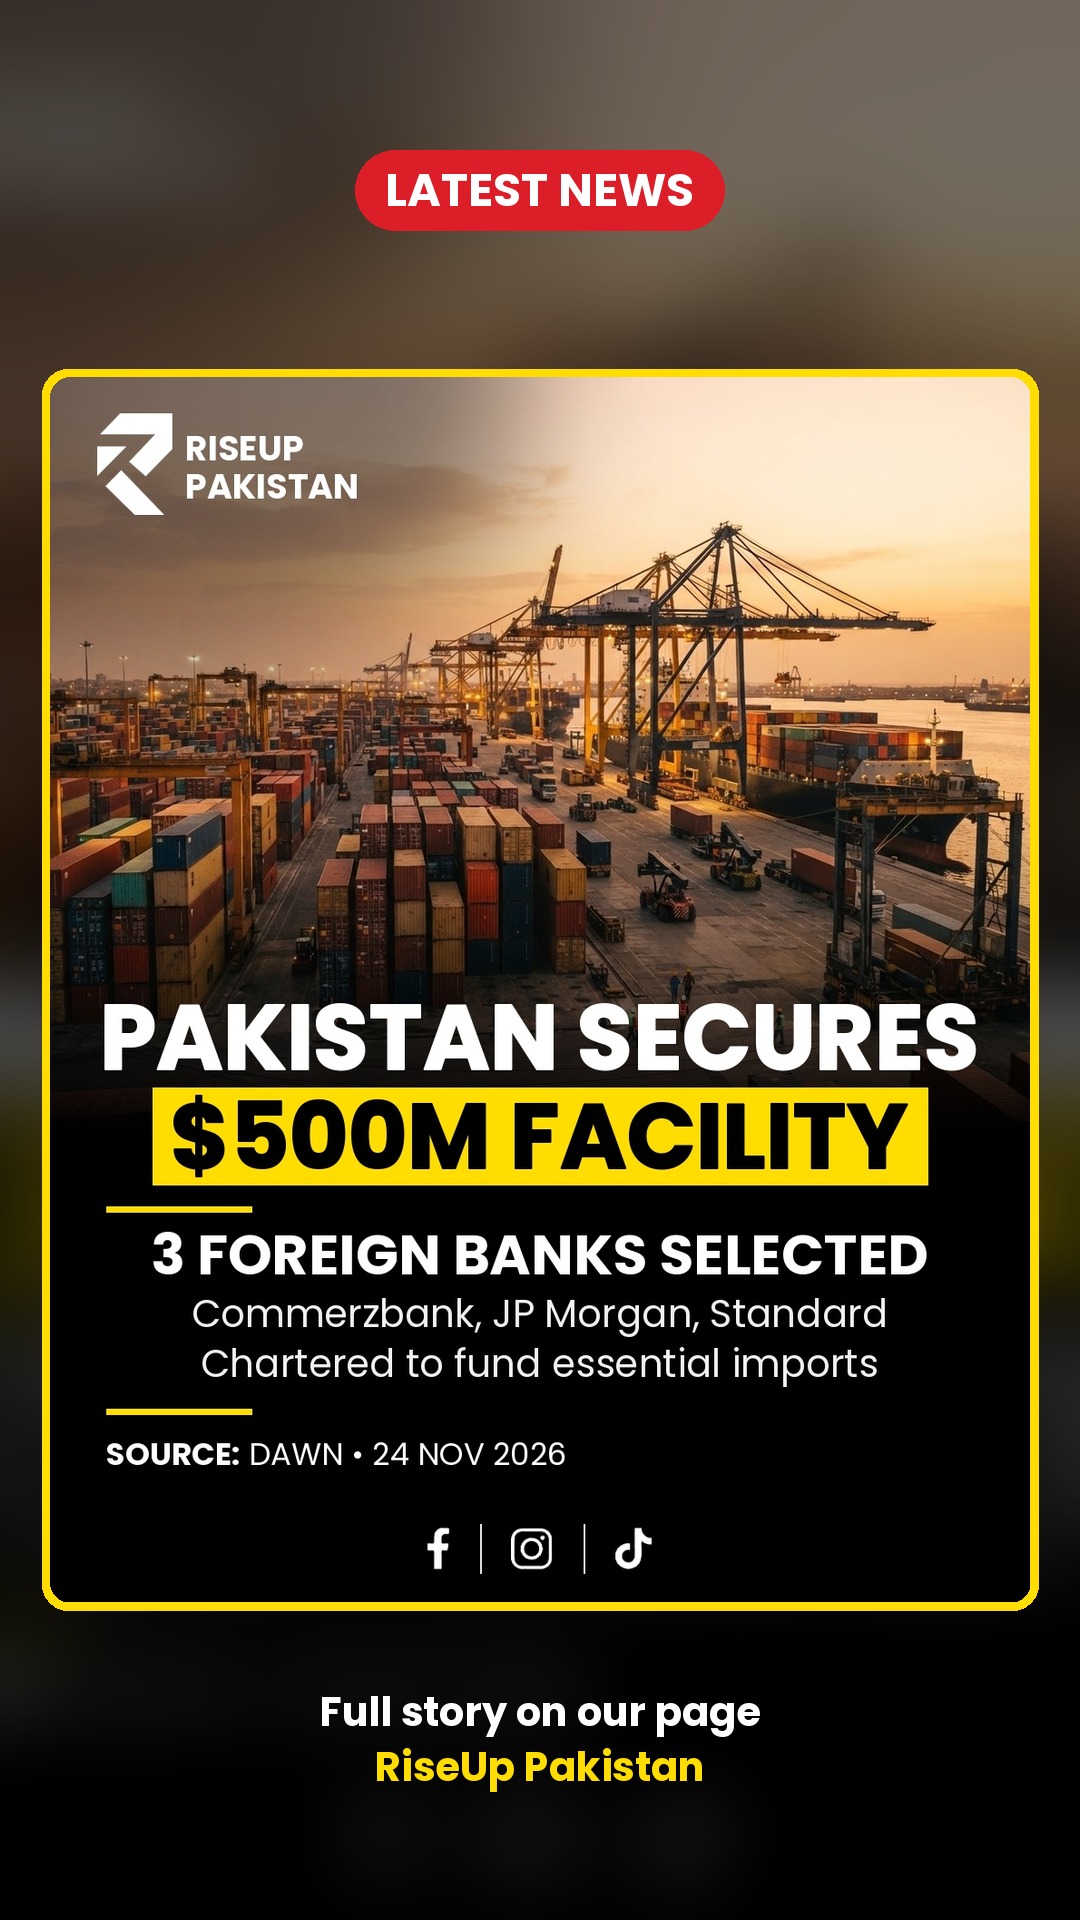 LATEST NEWS
RISEUP
PAKISTAN
PAKISTAN SECURES
$500M FACILITY
3 FOREIGN BANKS SELECTED
Commerzbank, JP Morgan, Standard
Chartered to fund essential imports
SOURCE: DAWN • 24 NOV 2026
Full story on our page
RiseUp Pakistan